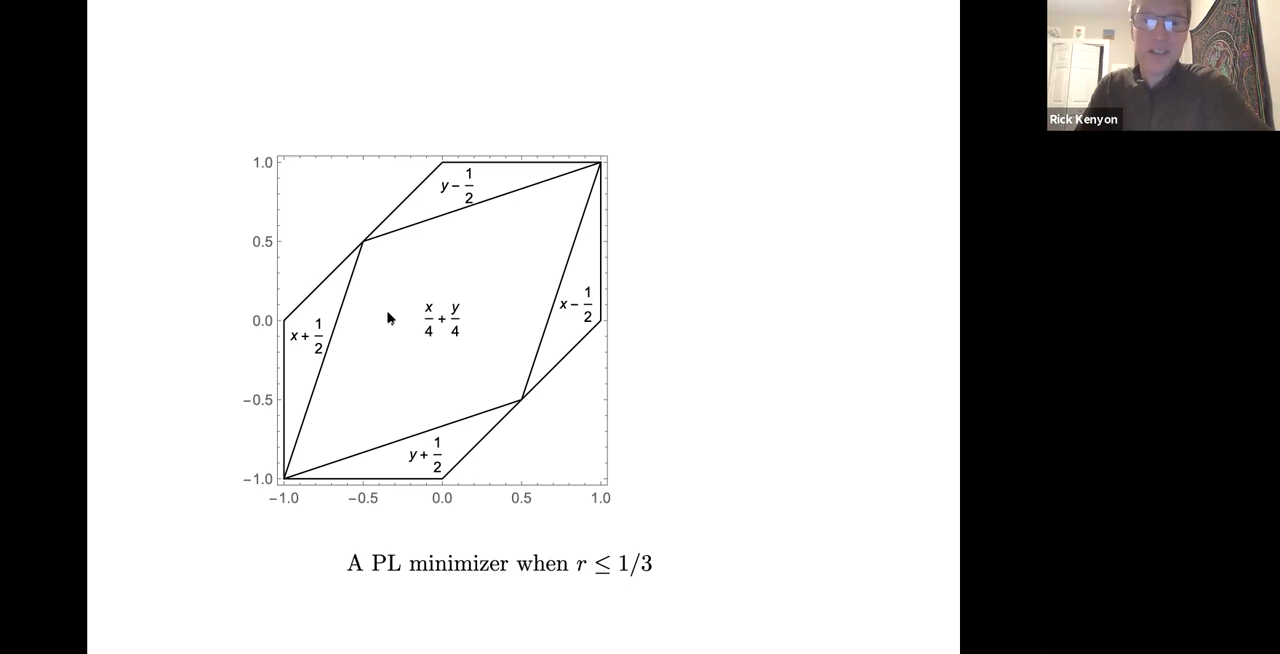 Rick Kenyon
1.0
y - 1/2
0.5
x - 1/2
x/4 + y/4
0.0
x + 1/2
-0.5
y + 1/2
-1.0
-1.0 -0.5 0.0 0.5 1.0
A PL minimizer when r ≤ 1/3